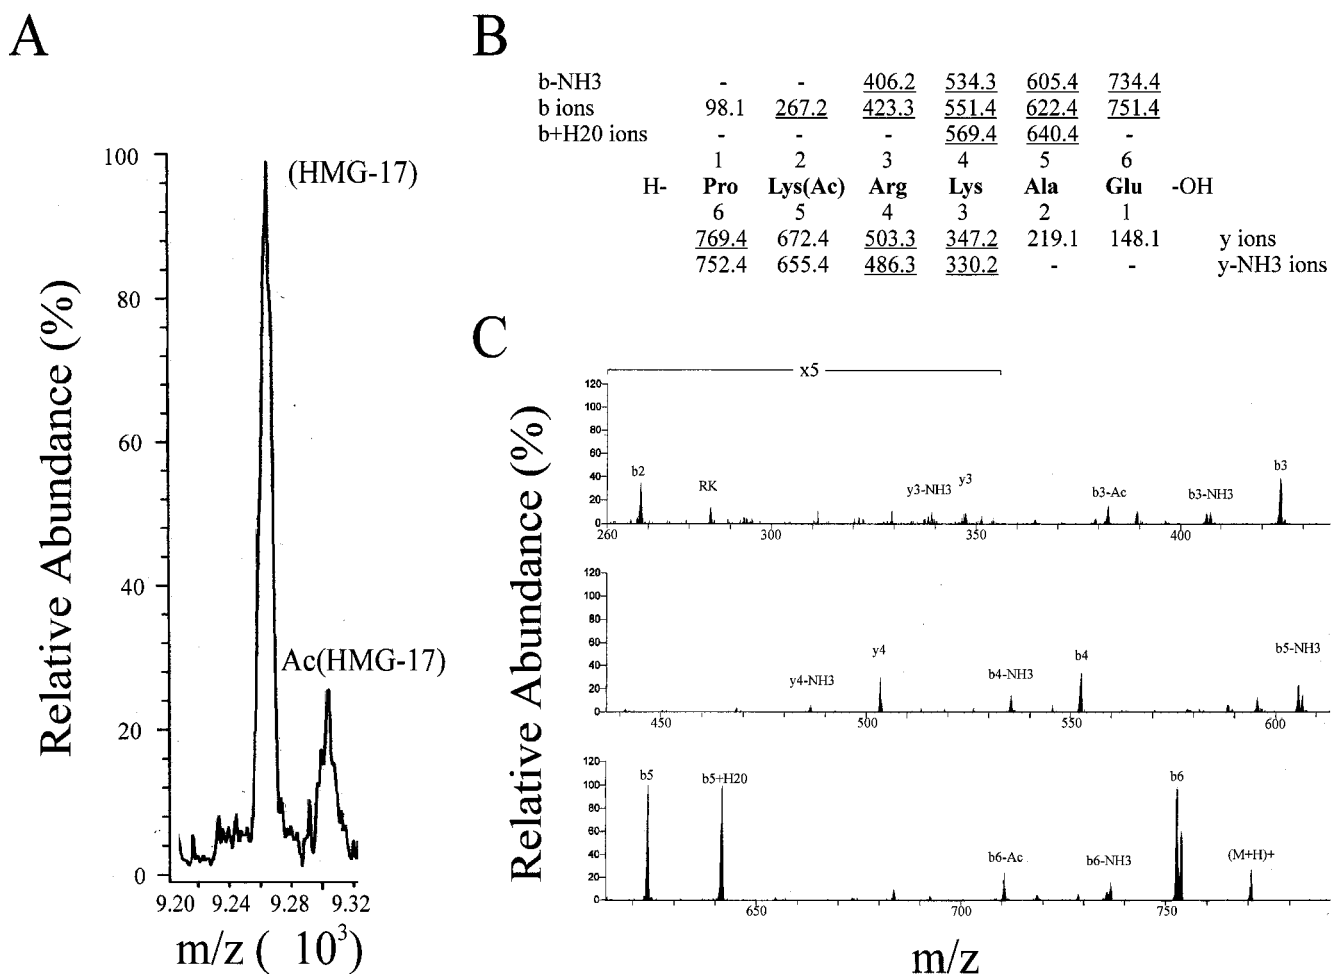 A
Relative Abundance (%)
100
80
60
40
20
0
(HMG-17)
Ac(HMG-17)
9.20 9.24 9.28 9.32
m/z ( 10³)
B
b-NH3 - - 406.2 534.3 605.4 734.4
b ions 98.1 267.2 423.3 551.4 622.4 751.4
b+H20 ions - - - 569.4 640.4 -
1 2 3 4 5 6
H- Pro Lys(Ac) Arg Lys Ala Glu -OH
6 5 4 3 2 1
769.4 672.4 503.3 347.2 219.1 148.1 y ions
752.4 655.4 486.3 330.2 - - y-NH3 ions
C
Relative Abundance (%)
x5
120
100
80
60
40
20
0
b2
RK
y3-NH3
y3
b3-Ac
b3-NH3
b3
260 300 350 400
120
100
80
60
40
20
0
y4-NH3
y4
b4-NH3
b4
b5-NH3
450 500 550 600
120
100
80
60
40
20
0
b5
b5+H20
b6-Ac
b6-NH3
b6
(M+H)+
650 700 750
m/z